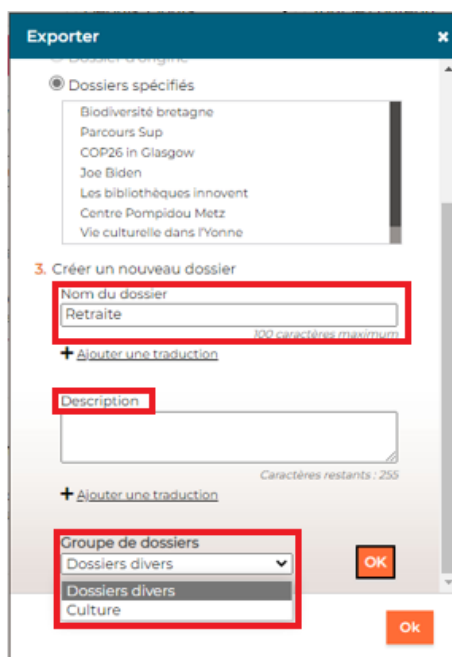 Exporter
Dossier d'origine
Dossiers spécifiés
Biodiversité bretagne
Parcours Sup
COP26 in Glasgow
Joe Biden
Les bibliothèques innovent
Centre Pompidou Metz
Vie culturelle dans l'Yonne
3. Créer un nouveau dossier
Nom du dossier
Retraite
100 caractères maximum
+ Ajouter une traduction
Description
Caractères restants : 255
+ Ajouter une traduction
Groupe de dossiers
Dossiers divers
OK
Dossiers divers
Culture
Ok